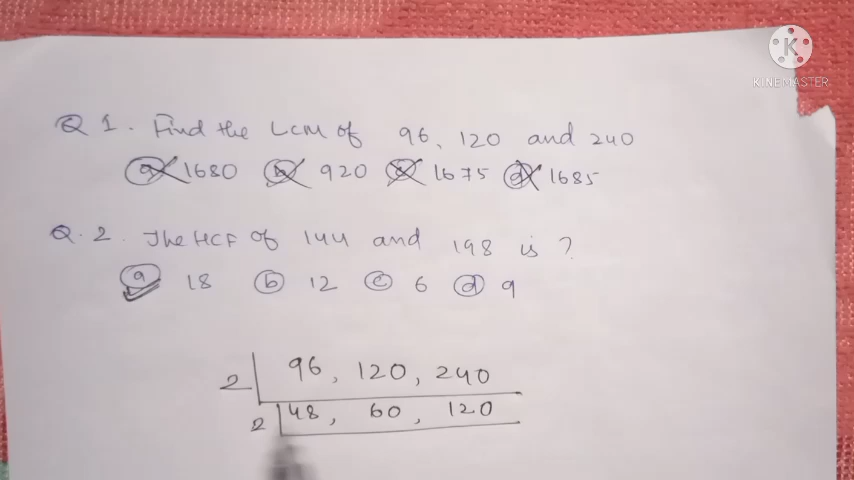 K
KINEMASTER
Q 1. Find the LCM of 96, 120 and 240
(a) 1680 (b) 920 (c) 1675 (d) 1685
Q. 2. The HCF of 144 and 198 is ?
(a) 18 (b) 12 (c) 6 (d) 9
2 96, 120, 240
2 48, 60, 120